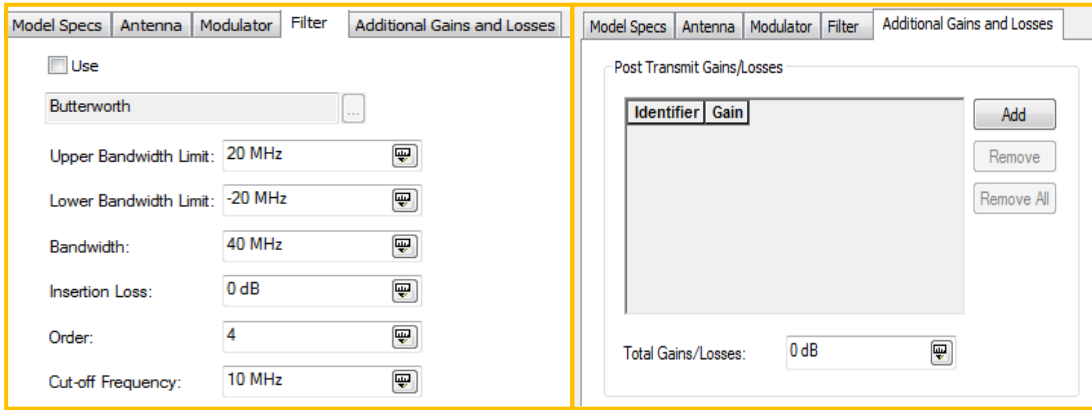 Model Specs Antenna Modulator Filter Additional Gains and Losses
Use
Butterworth
...
Upper Bandwidth Limit: 20 MHz
Lower Bandwidth Limit: -20 MHz
Bandwidth: 40 MHz
Insertion Loss: 0 dB
Order: 4
Cut-off Frequency: 10 MHz
Model Specs Antenna Modulator Filter Additional Gains and Losses
Post Transmit Gains/Losses
Identifier Gain
Add
Remove
Remove All
Total Gains/Losses: 0 dB